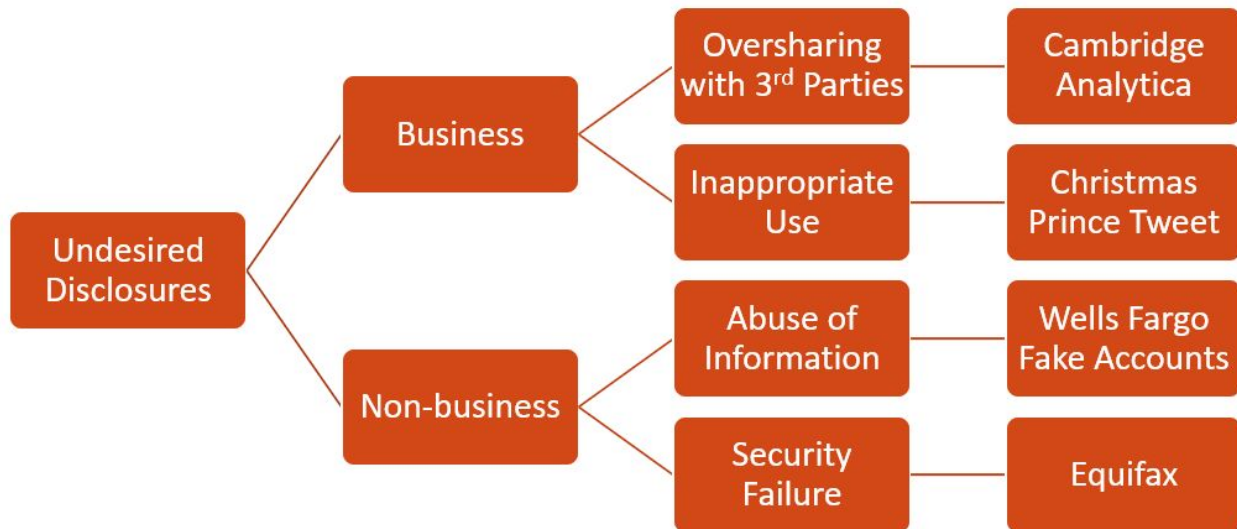 Undesired
Disclosures
Business
Non-business
Oversharing
with 3rd Parties
Inappropriate
Use
Abuse of
Information
Security
Failure
Cambridge
Analytica
Christmas
Prince Tweet
Wells Fargo
Fake Accounts
Equifax